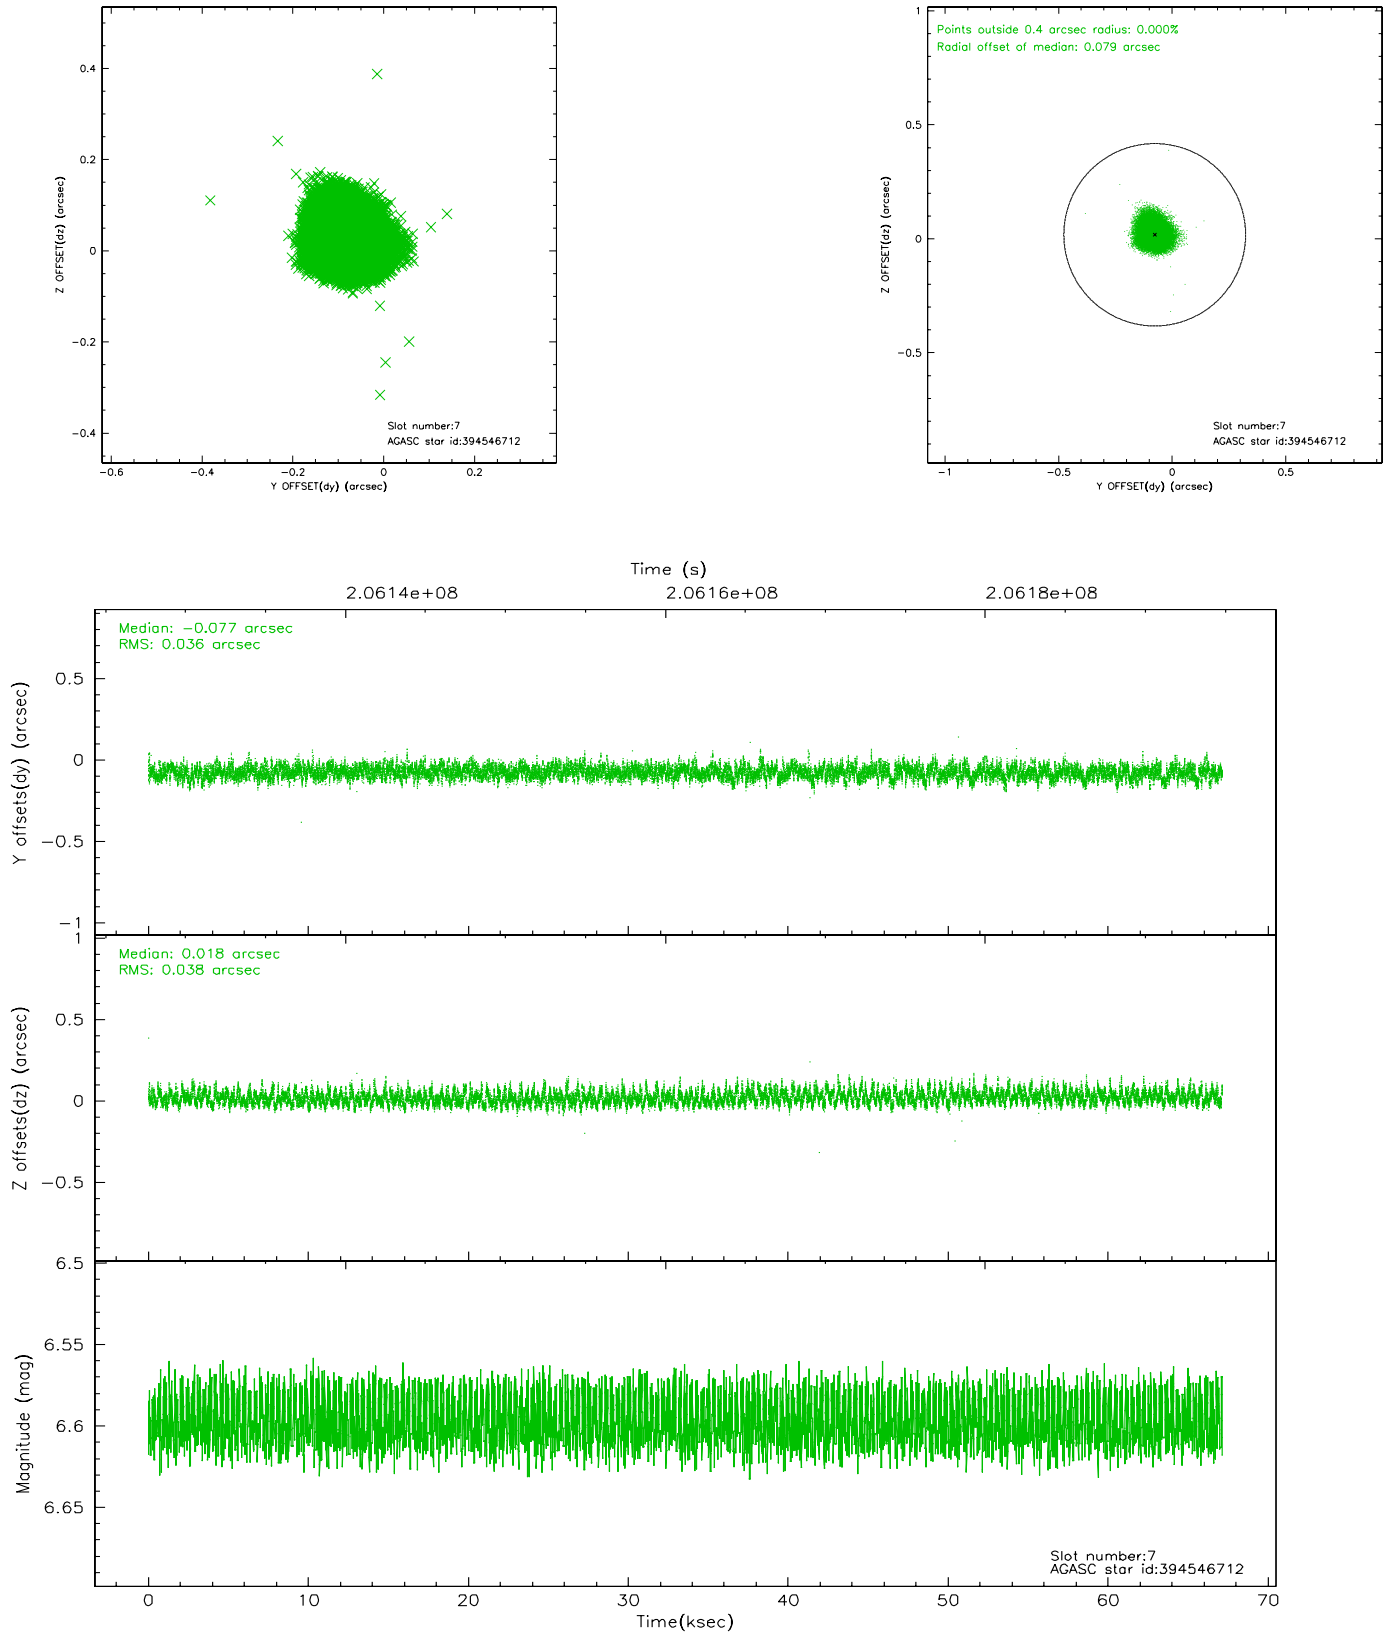 0.4
0.2
0
-0.2
-0.4
Z OFFSET(dz) (arcsec)
-0.6
-0.4
-0.2
0
0.2
Y OFFSET(dy) (arcsec)
Slot number:7
AGASC star id:394546712
Points outside 0.4 arcsec radius: 0.000%
Radial offset of median: 0.079 arcsec
1
0.5
0
-0.5
Z OFFSET(dz) (arcsec)
-1
-0.5
0
0.5
Y OFFSET(dy) (arcsec)
Slot number:7
AGASC star id:394546712
Time (s)
2.0614e+08
2.0616e+08
2.0618e+08
Median: -0.077 arcsec
RMS: 0.036 arcsec
0.5
0
-0.5
-1
Y offsets(dy) (arcsec)
Median: 0.018 arcsec
RMS: 0.038 arcsec
1
0.5
0
-0.5
Z offsets(dz) (arcsec)
6.5
6.55
6.6
6.65
Magnitude (mag)
Slot number:7
AGASC star id:394546712
0
10
20
30
40
50
60
70
Time(ksec)